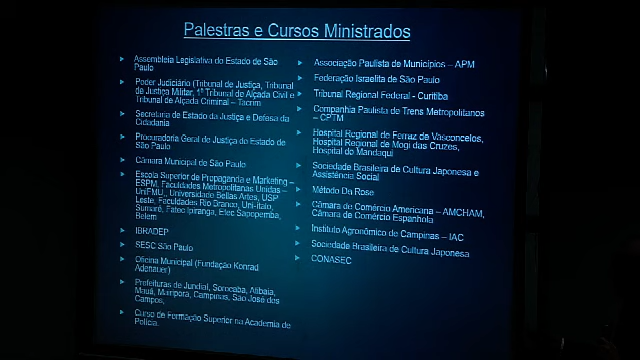 Palestras e Cursos Ministrados
Assembleia Legislativa do Estado de São
Paulo
Poder Judiciário (Tribunal de Justiça, Tribunal
de Justiça Militar, 1º Tribunal de Alçada Civil e
Tribunal de Alçada Criminal – Tacrim
Secretaria de Estado da Justiça e Defesa da
Cidadania
Procuradoria Geral de Justiça do Estado de
São Paulo
Câmara Municipal de São Paulo
Escola Superior de Propaganda e Marketing –
ESPM, Faculdades Metropolitanas Unidas –
UniFMU, Universidade Belas Artes, USP
Leste, Faculdades Rio Branco, Uni-ítalo,
Sumaré, Fatec Ipiranga, Etec Sapopemba,
Belem
IBRADEP
SESC São Paulo
Oficina Municipal (Fundação Konrad
Adenauer)
Prefeituras de Jundiaí, Sorocaba, Atibaia,
Mauá, Mairiporã, Campinas, São José dos
Campos,
Curso de Formação Superior na Academia de
Polícia.
Associação Paulista de Municípios – APM
Federação Israelita de São Paulo
Tribunal Regional Federal - Curitiba
Companhia Paulista de Trens Metropolitanos
– CPTM
Hospital Regional de Ferraz de Vasconcelos,
Hospital Regional de Mogi das Cruzes,
Hospital do Mandaqui
Sociedade Brasileira de Cultura Japonesa e
Assistência Social
Método De Rose
Câmara de Comércio Americana – AMCHAM,
Câmara de Comércio Espanhola
Instituto Agronômico de Campinas – IAC
Sociedade Brasileira de Cultura Japonesa
CONASEC